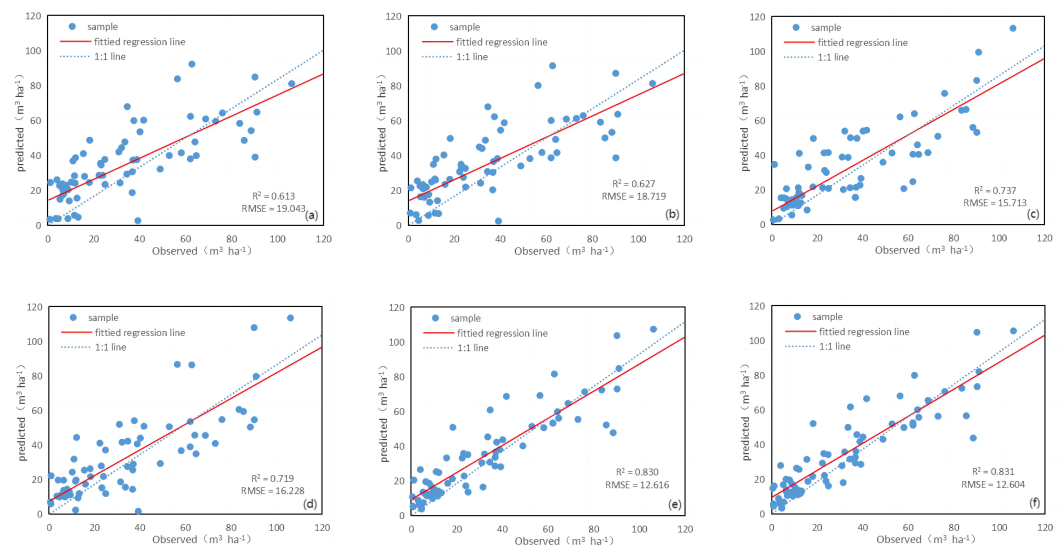 120
100
80
60
40
20
0
predicted（m³ ha⁻¹）
sample
fittied regression line
1:1 line
R² = 0.613
RMSE = 19.043
(a)
0 20 40 60 80 100 120
Observed（m³ ha⁻¹）
120
100
80
60
40
20
0
predicted（m³ ha⁻¹）
sample
fittied regression line
1:1 line
R² = 0.627
RMSE = 18.719
(b)
0 20 40 60 80 100 120
Observed（m³ ha⁻¹）
120
100
80
60
40
20
0
predicted（m³ ha⁻¹）
sample
fittied regression line
1:1 line
R² = 0.737
RMSE = 15.713
(c)
0 20 40 60 80 100 120
Observed（m³ ha⁻¹）
120
100
80
60
40
20
0
predicted（m³ ha⁻¹）
sample
fittied regression line
1:1 line
R² = 0.719
RMSE = 16.228
(d)
0 20 40 60 80 100 120
Observed（m³ ha⁻¹）
120
100
80
60
40
20
0
predicted（m³ ha⁻¹）
sample
fittied regression line
1:1 line
R² = 0.830
RMSE = 12.616
(e)
0 20 40 60 80 100 120
Observed（m³ ha⁻¹）
120
100
80
60
40
20
0
predicted（m³ ha⁻¹）
sample
fittied regression line
1:1 line
R² = 0.831
RMSE = 12.604
(f)
0 20 40 60 80 100 120
Observed（m³ ha⁻¹）